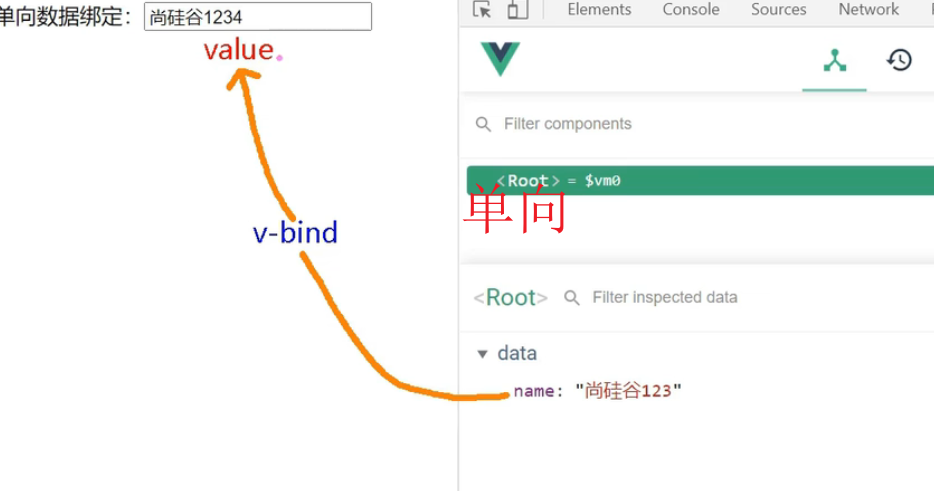 单向数据绑定：尚硅谷1234
value.
v-bind
Elements Console Sources Network
Filter components
<Root> = $vm0
单向
<Root> Filter inspected data
data
name: "尚硅谷123"